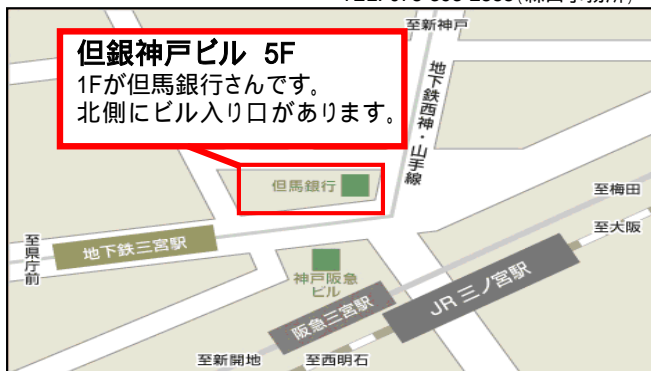 至新神戸
但銀神戸ビル 5F
1Fが但馬銀行さんです。
北側にビル入り口があります。
地下鉄西神・山手線
但馬銀行
至梅田
至大阪
至県庁前
地下鉄三宮駅
神戸阪急
ビル
JR三ノ宮駅
阪急三宮駅
至新開地
至西明石